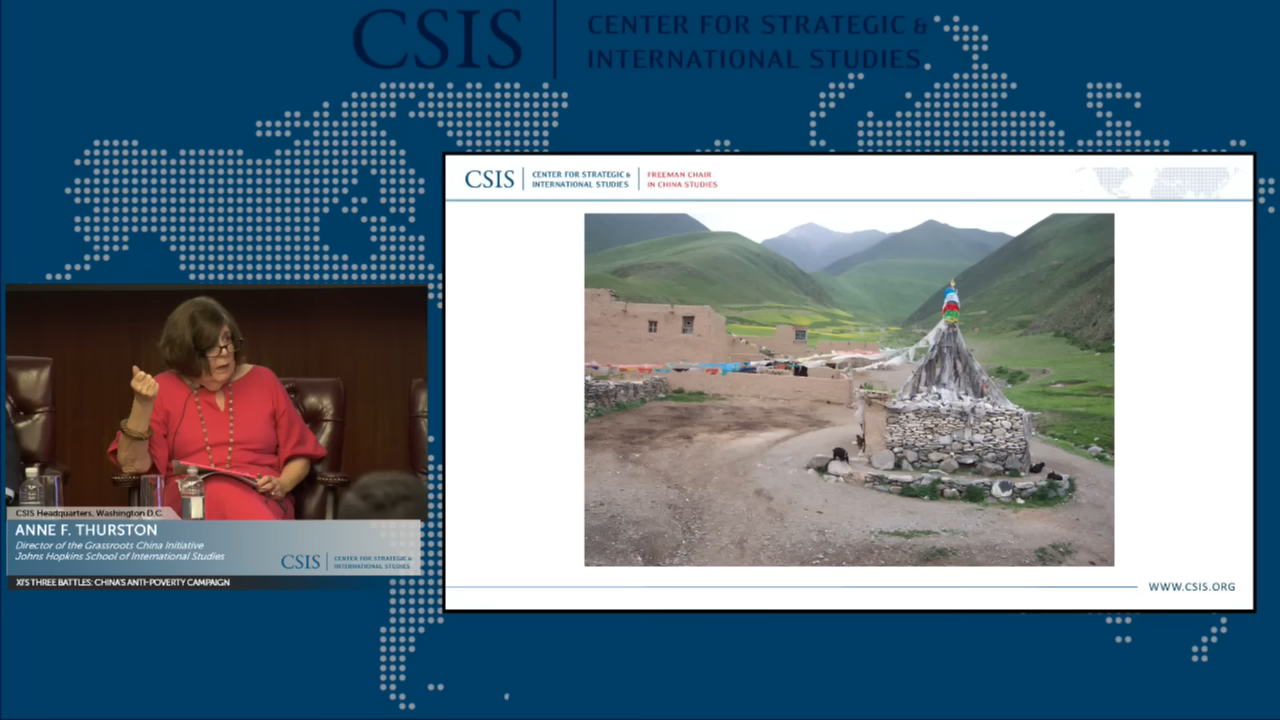 CSIS
CENTER FOR STRATEGIC &
INTERNATIONAL STUDIES
CSIS
CENTER FOR STRATEGIC &
INTERNATIONAL STUDIES
FREEMAN CHAIR
IN CHINA STUDIES
CSIS Headquarters, Washington D.C.
ANNE F. THURSTON
Director of the Grassroots China Initiative
Johns Hopkins School of International Studies
CSIS
CENTER FOR STRATEGIC &
INTERNATIONAL STUDIES
XI'S THREE BATTLES: CHINA'S ANTI-POVERTY CAMPAIGN
WWW.CSIS.ORG